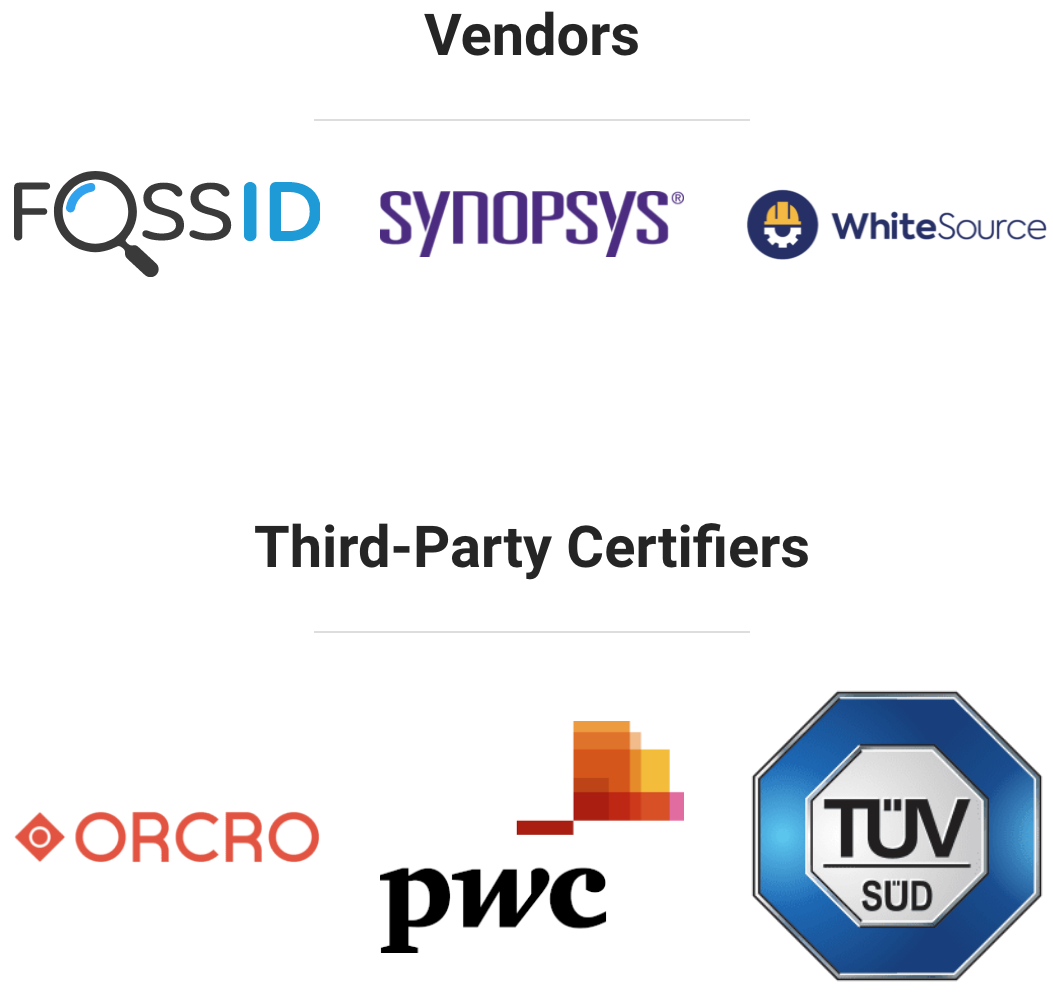 Vendors
FOSSID
SYNOPSYS®
WhiteSource
Third-Party Certifiers
ORCRO
pwc
TÜV
SÜD